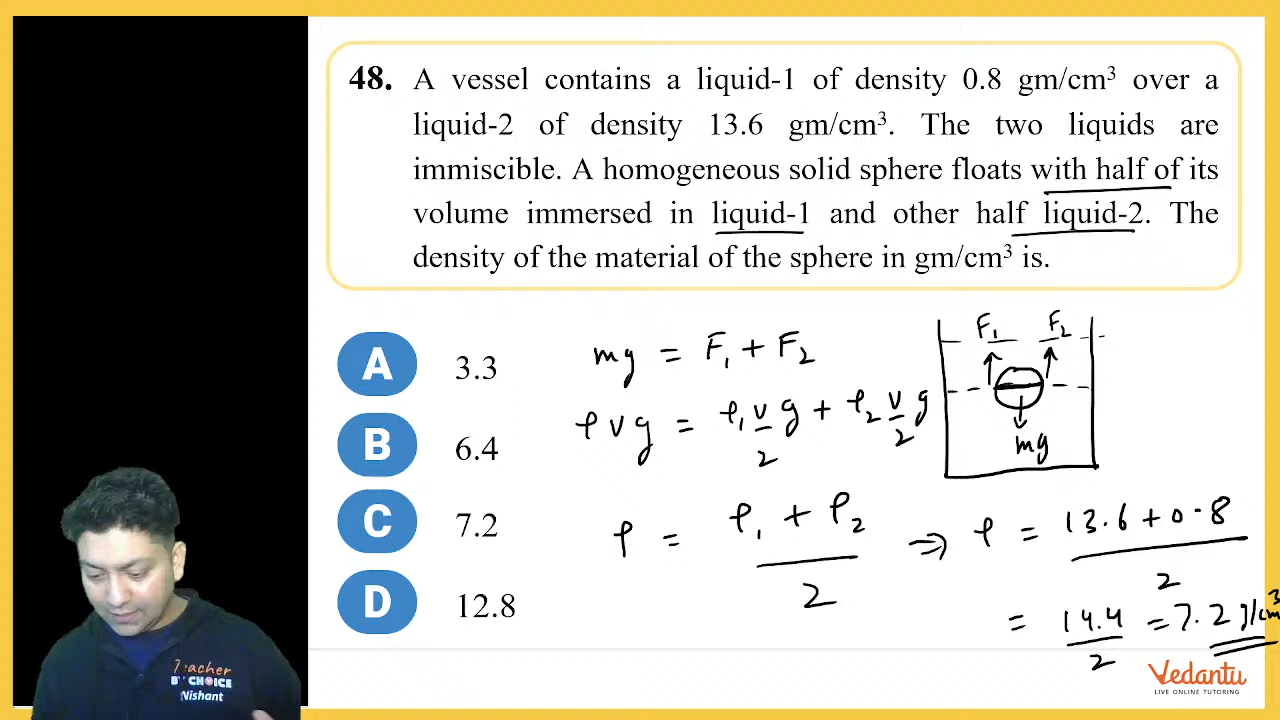 48. A vessel contains a liquid-1 of density 0.8 gm/cm³ over a
liquid-2 of density 13.6 gm/cm³. The two liquids are
immiscible. A homogeneous solid sphere floats with half of its
volume immersed in liquid-1 and other half liquid-2. The
density of the material of the sphere in gm/cm³ is.
A 3.3
B 6.4
C 7.2
D 12.8
mg = F₁ + F₂
ρvg = ρ₁ v/2 g + ρ₂ v/2 g
ρ = (ρ₁ + ρ₂)/2 ⇒ ρ = (13.6 + 0.8)/2
= 14.4/2 = 7.2 g/cm³
F₁ F₂
mg
Teacher
BY CHOICE
Nishant
Vedantu
LIVE ONLINE TUTORING